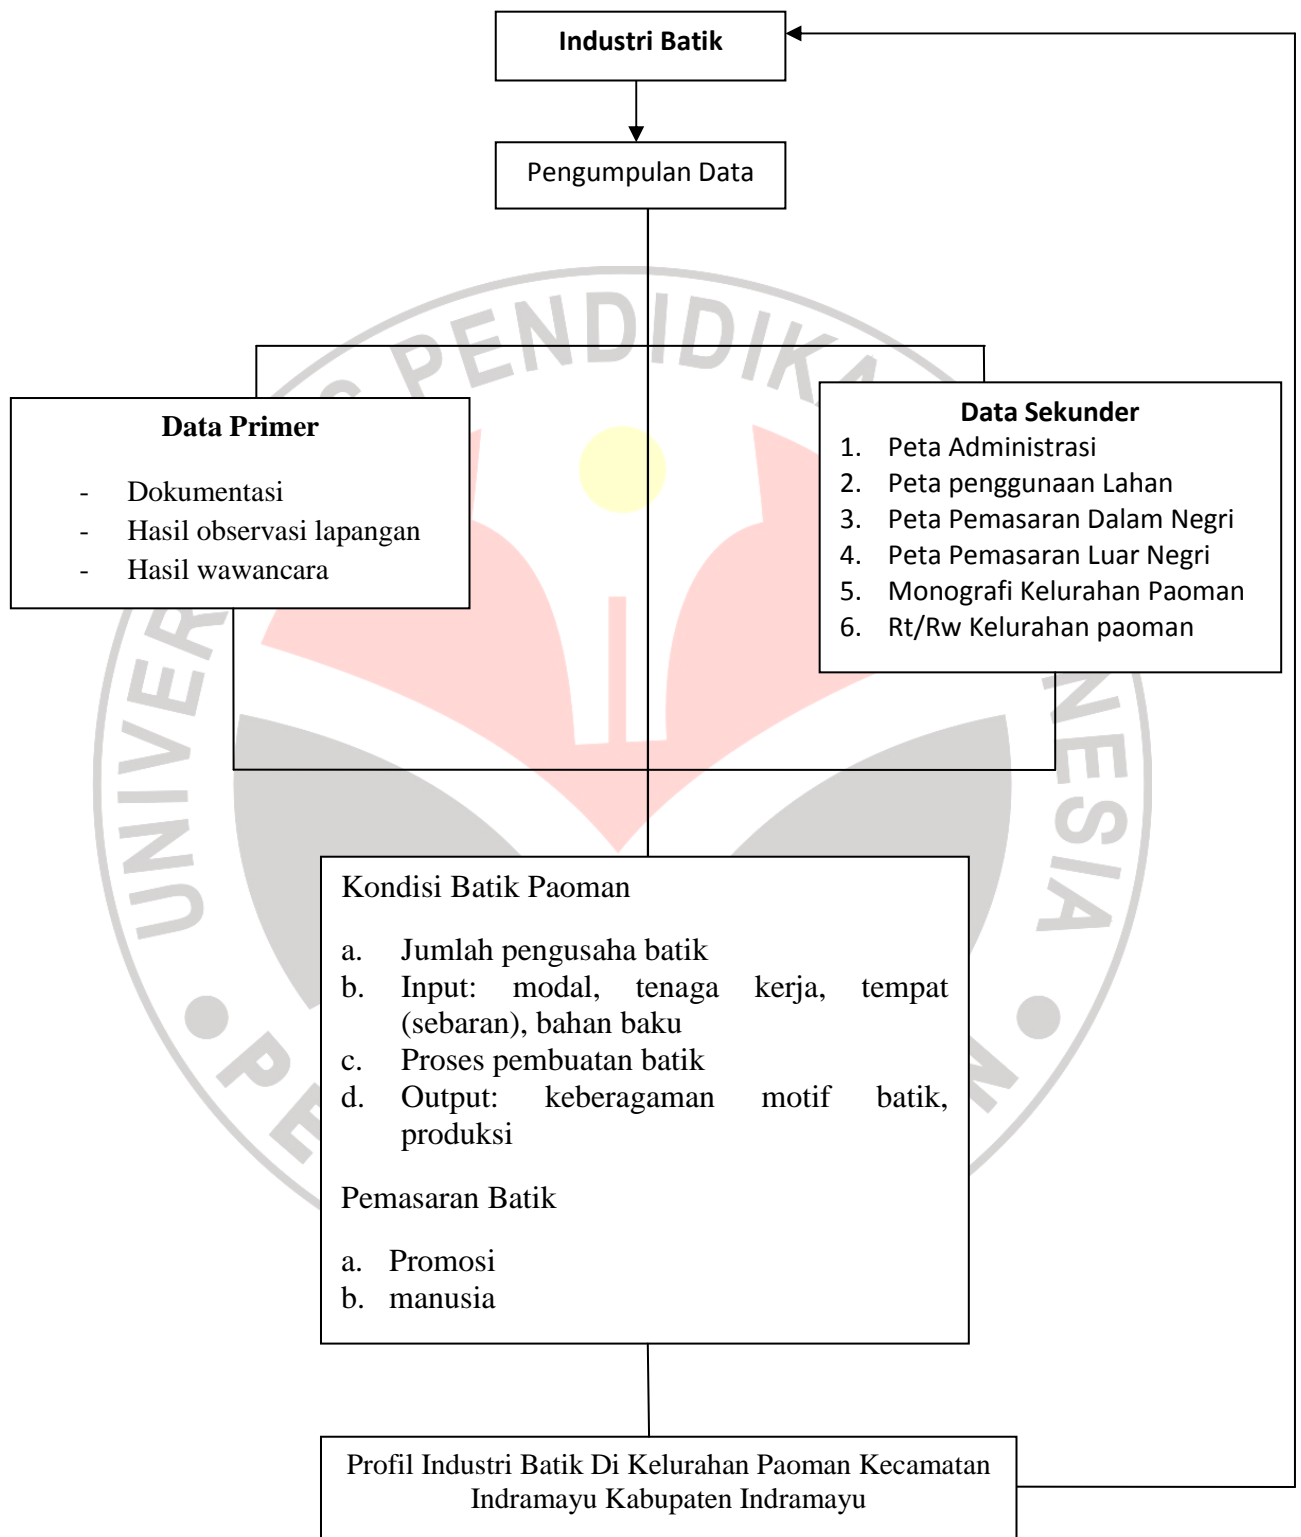 Industri Batik
Pengumpulan Data
Data Primer
- Dokumentasi
- Hasil observasi lapangan
- Hasil wawancara
Data Sekunder
1. Peta Administrasi
2. Peta penggunaan Lahan
3. Peta Pemasaran Dalam Negri
4. Peta Pemasaran Luar Negri
5. Monografi Kelurahan Paoman
6. Rt/Rw Kelurahan paoman
Kondisi Batik Paoman
a. Jumlah pengusaha batik
b. Input: modal, tenaga kerja, tempat
(sebaran), bahan baku
c. Proses pembuatan batik
d. Output: keberagaman motif batik,
produksi
Pemasaran Batik
a. Promosi
b. manusia
Profil Industri Batik Di Kelurahan Paoman Kecamatan
Indramayu Kabupaten Indramayu
PENDIDIKA